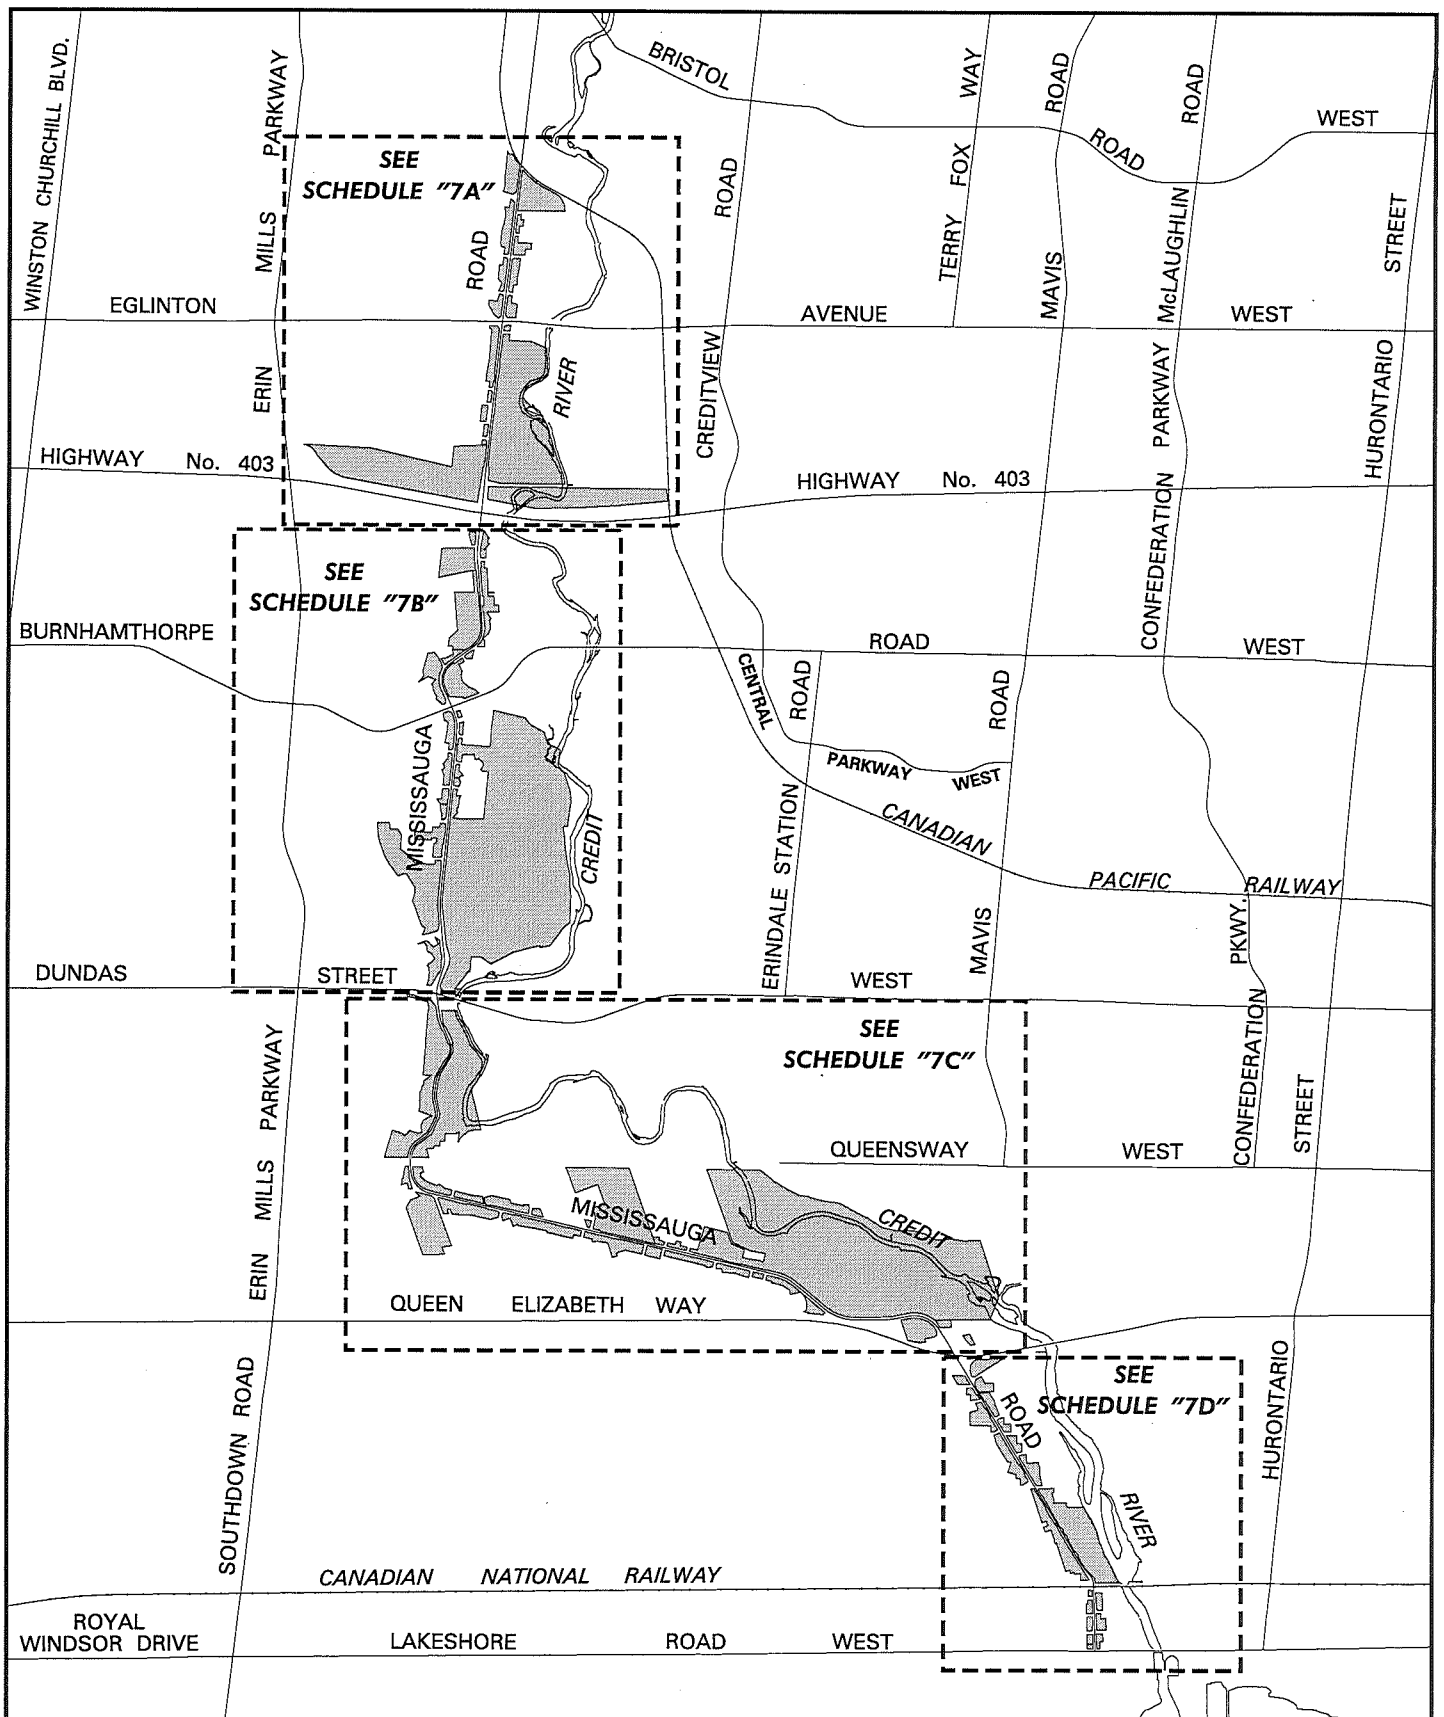 WINSTON CHURCHILL BLVD.
ERIN MILLS PARKWAY
BRISTOL ROAD WEST
SEE
SCHEDULE "7A"
ROAD
CREDITVIEW ROAD
TERRY FOX WAY
MAVIS ROAD
McLAUGHLIN ROAD
HURONTARIO STREET
EGLINTON AVENUE WEST
RIVER
CONFEDERATION PARKWAY
HIGHWAY No. 403
HIGHWAY No. 403
SEE
SCHEDULE "7B"
BURNHAMTHORPE ROAD WEST
CENTRAL
PARKWAY WEST
ERINDALE STATION ROAD
MAVIS ROAD
MISSISSAUGA
CREDIT
CANADIAN PACIFIC RAILWAY
CONFEDERATION PKWY.
DUNDAS STREET WEST
SEE
SCHEDULE "7C"
ERIN MILLS PARKWAY
QUEENSWAY WEST
HURONTARIO STREET
MISSISSAUGA
CREDIT
QUEEN ELIZABETH WAY
SEE
SCHEDULE "7D"
ROAD
SOUTHDOWN ROAD
RIVER
CANADIAN NATIONAL RAILWAY
ROYAL
WINDSOR DRIVE
LAKESHORE ROAD WEST